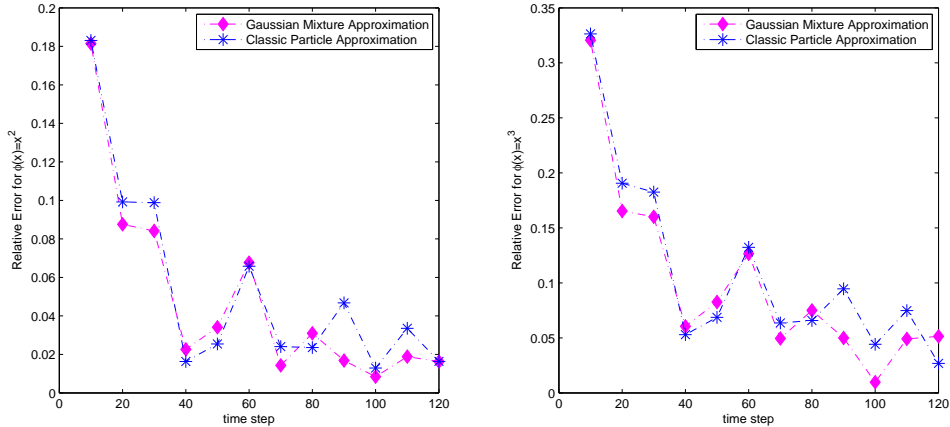 Gaussian Mixture Approximation
Classic Particle Approximation
Relative Error for ϕ(x)=x²
0.2
0.18
0.16
0.14
0.12
0.1
0.08
0.06
0.04
0.02
0
0 20 40 60 80 100 120
time step
Gaussian Mixture Approximation
Classic Particle Approximation
Relative Error for ϕ(x)=x³
0.35
0.3
0.25
0.2
0.15
0.1
0.05
0
0 20 40 60 80 100 120
time step